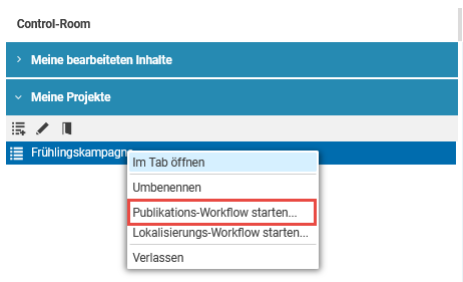 Control-Room
Meine bearbeiteten Inhalte
Meine Projekte
Frühlingskampagne
Im Tab öffnen
Umbenennen
Publikations-Workflow starten...
Lokalisierungs-Workflow starten...
Verlassen